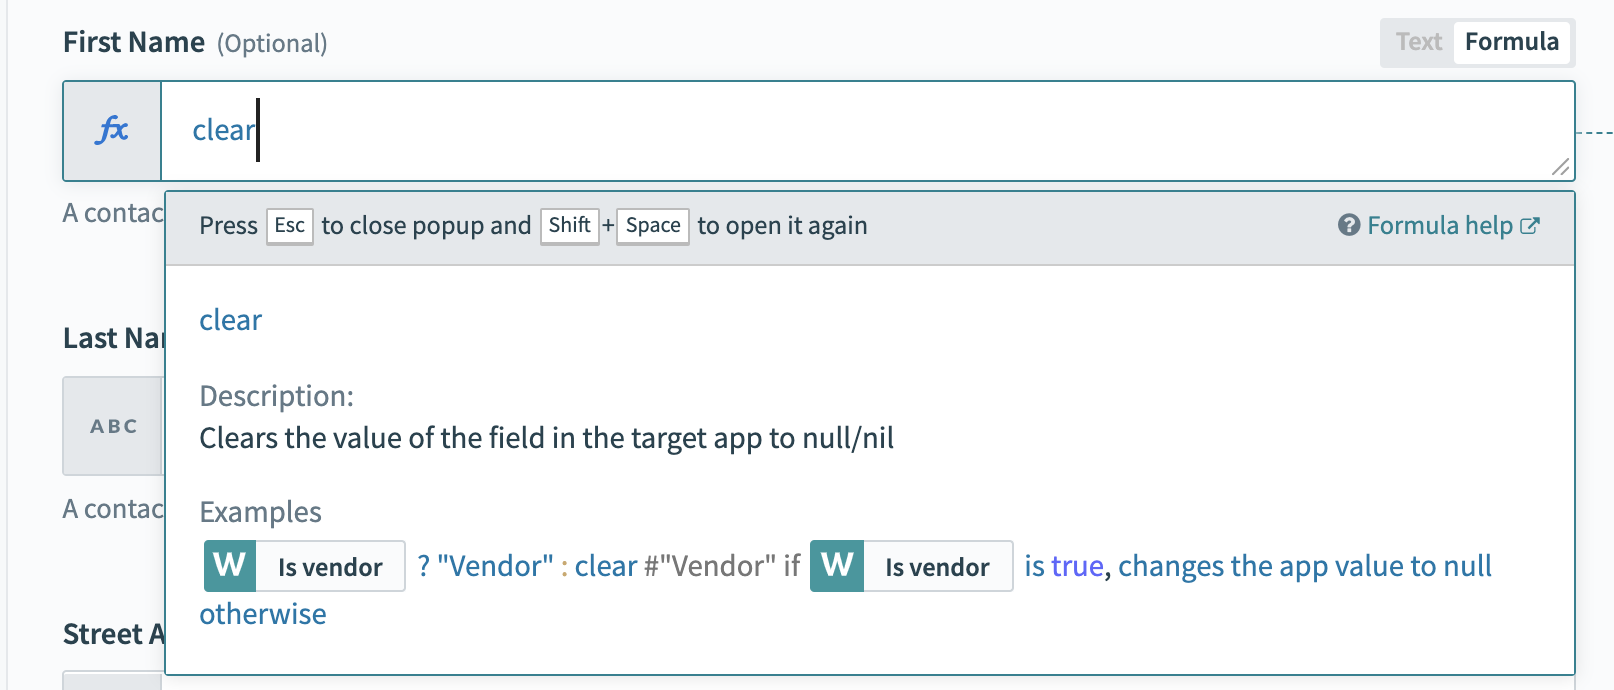 First Name (Optional)
Text Formula
fx clear
A contac
Press Esc to close popup and Shift + Space to open it again
Formula help
clear
Last Nar
Description:
Clears the value of the field in the target app to null/nil
ABC
A contac
Examples
W Is vendor ? "Vendor" : clear #"Vendor" if W Is vendor is true, changes the app value to null
otherwise
Street A